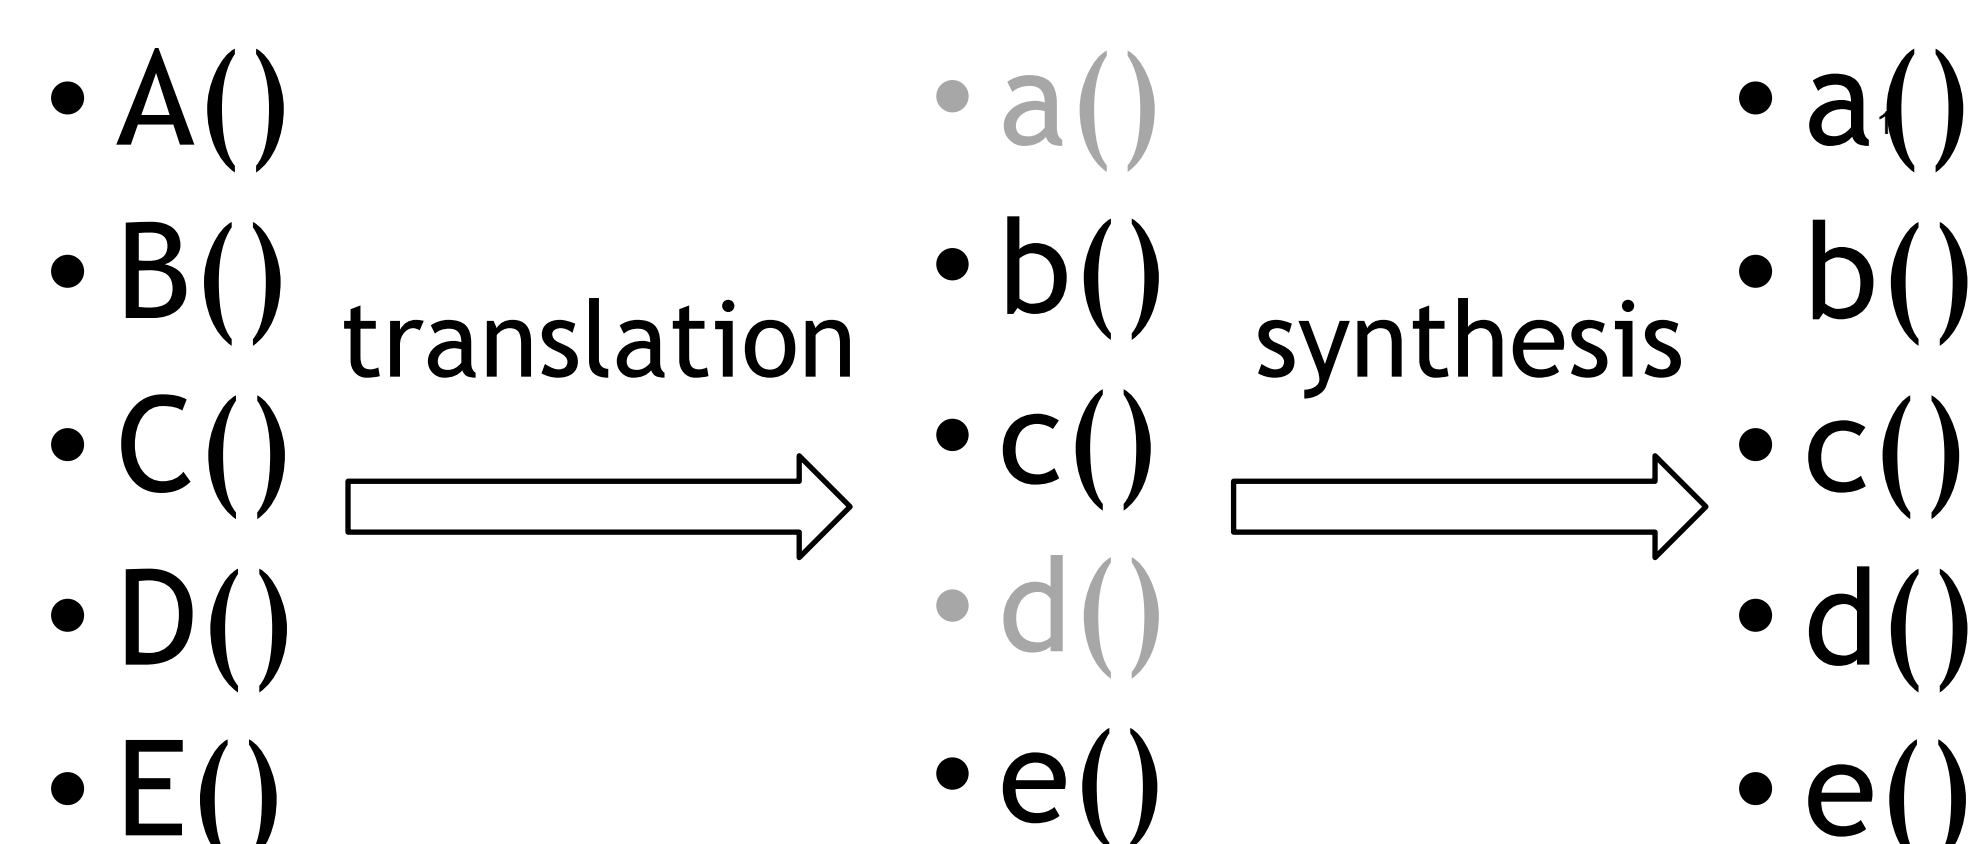 • A()
• B()
• C()
• D()
• E()
translation
• a()
• b()
• c()
• d()
• e()
synthesis
• a()
• b()
• c()
• d()
• e()